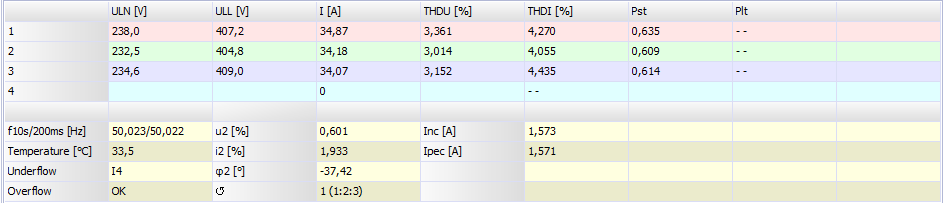 ULN [V] ULL [V] I [A] THDU [%] THDI [%] Pst Plt
1 238,0 407,2 34,87 3,361 4,270 0,635 - -
2 232,5 404,8 34,18 3,014 4,055 0,609 - -
3 234,6 409,0 34,07 3,152 4,435 0,614 - -
4 0 - -
f10s/200ms [Hz] 50,023/50,022 u2 [%] 0,601 Inc [A] 1,573
Temperature [°C] 33,5 i2 [%] 1,933 Ipec [A] 1,571
Underflow I4 φ2 [°] -37,42
Overflow OK ↺ 1 (1:2:3)